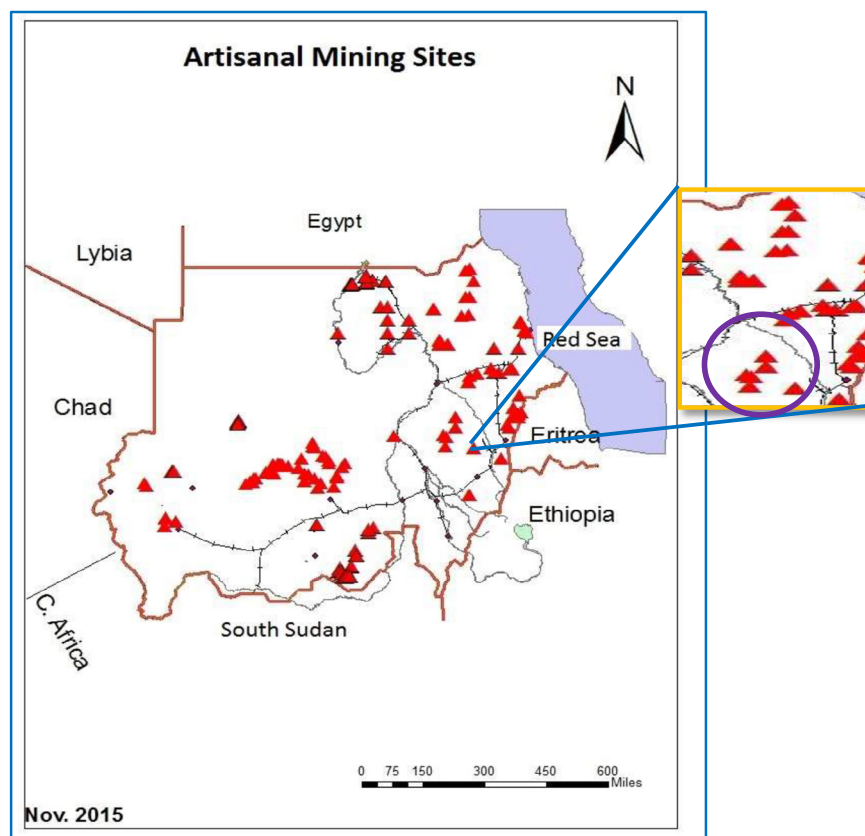 Artisanal Mining Sites
N
Egypt
Lybia
Red Sea
Chad
Eritrea
Ethiopia
C. Africa
South Sudan
0 75 150 300 450 600
Miles
Nov. 2015